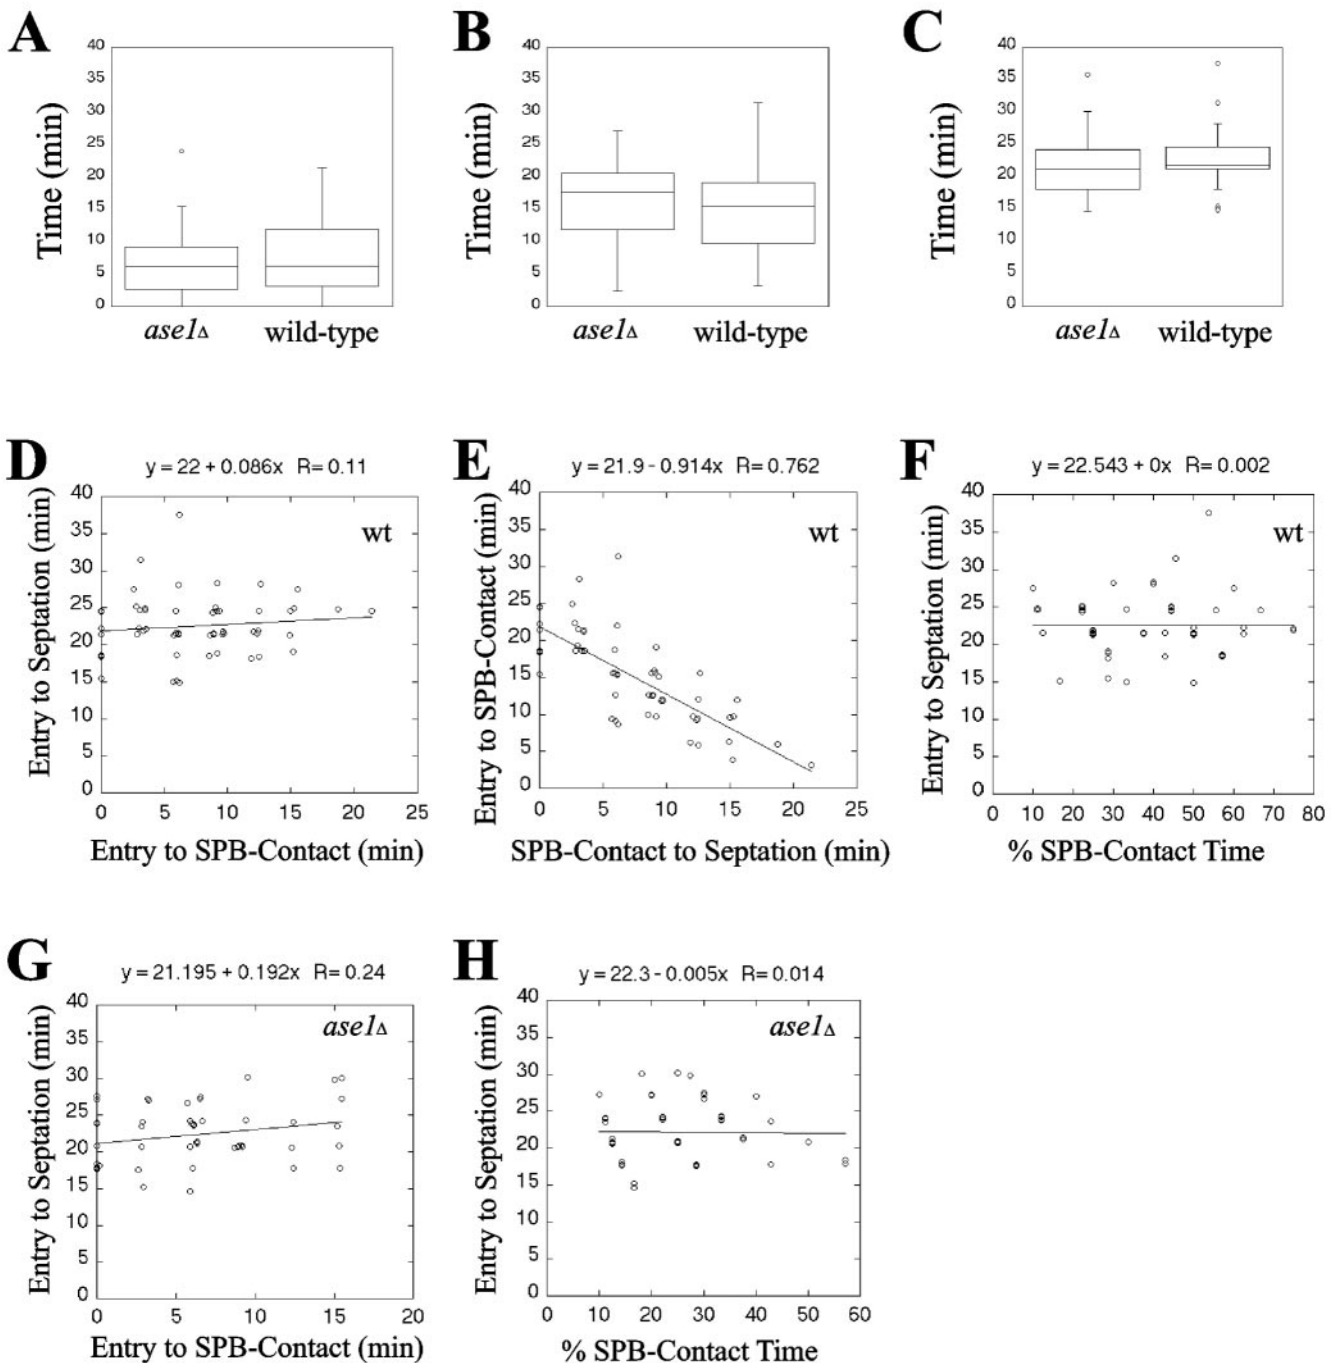 A
B
C
Time (min)
40
35
30
25
20
15
10
5
0
ase1Δ wild-type
Time (min)
40
35
30
25
20
15
10
5
0
ase1Δ wild-type
Time (min)
40
35
30
25
20
15
10
5
0
ase1Δ wild-type
D
y = 22 + 0.086x R= 0.11
wt
Entry to Septation (min)
40
35
30
25
20
15
10
5
0
0 5 10 15 20 25
Entry to SPB-Contact (min)
E
y = 21.9 - 0.914x R= 0.762
wt
Entry to SPB-Contact (min)
40
35
30
25
20
15
10
5
0
0 5 10 15 20 25
SPB-Contact to Septation (min)
F
y = 22.543 + 0x R= 0.002
wt
Entry to Septation (min)
40
35
30
25
20
15
10
5
0
0 10 20 30 40 50 60 70 80
% SPB-Contact Time
G
y = 21.195 + 0.192x R= 0.24
ase1Δ
Entry to Septation (min)
40
35
30
25
20
15
10
5
0
0 5 10 15 20
Entry to SPB-Contact (min)
H
y = 22.3 - 0.005x R= 0.014
ase1Δ
Entry to Septation (min)
40
35
30
25
20
15
10
5
0
0 10 20 30 40 50 60
% SPB-Contact Time